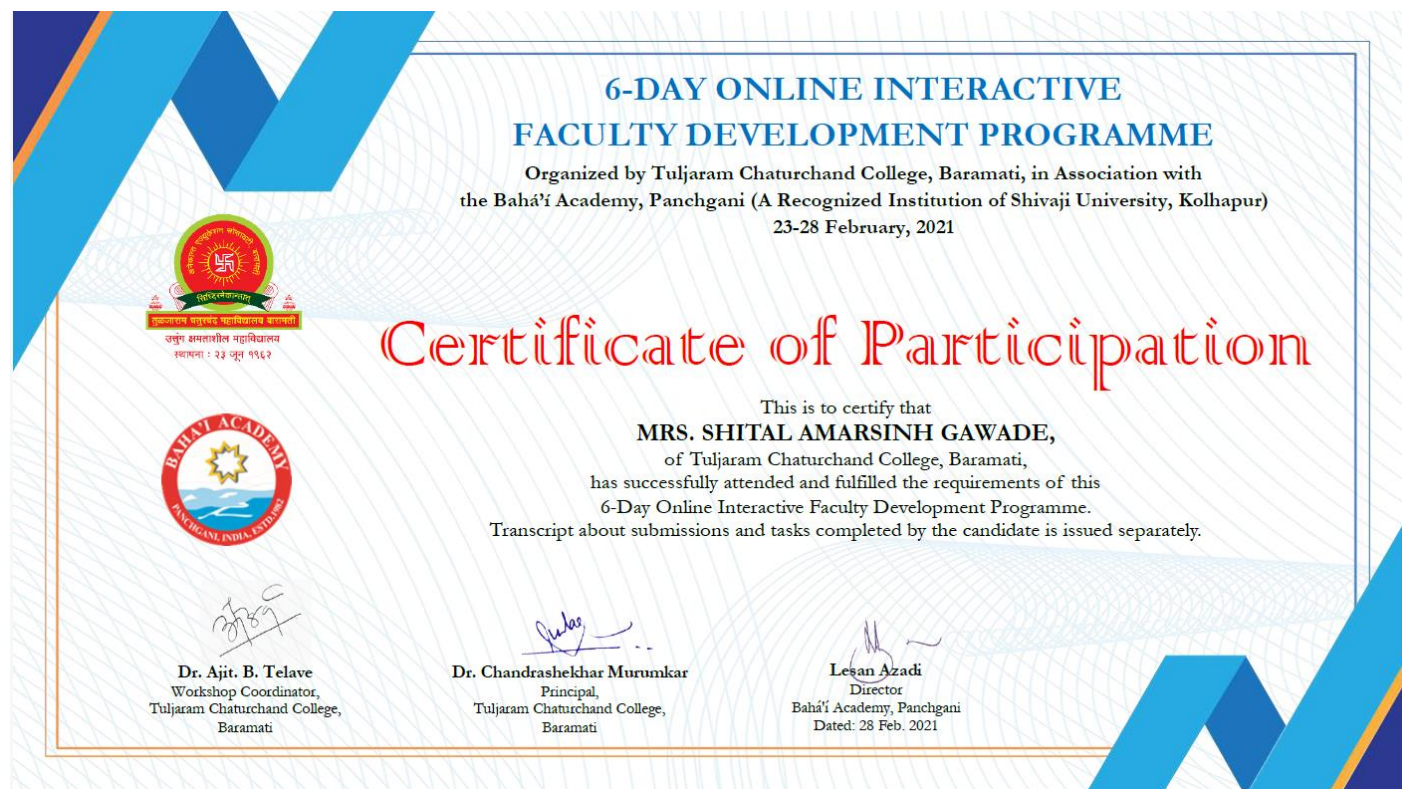 6-DAY ONLINE INTERACTIVE
FACULTY DEVELOPMENT PROGRAMME
Organized by Tuljaram Chaturchand College, Baramati, in Association with
the Bahá'í Academy, Panchgani (A Recognized Institution of Shivaji University, Kolhapur)
23-28 February, 2021
अनेकान्त एज्युकेशन सोसायटी, बारामती
तुळजाराम चतुरचंद महाविद्यालय बारामती
उत्तुंग क्षमताशील महाविद्यालय
स्थापना : २३ जून १९६२
Certificate of Participation
This is to certify that
MRS. SHITAL AMARSINH GAWADE,
of Tuljaram Chaturchand College, Baramati,
has successfully attended and fulfilled the requirements of this
6-Day Online Interactive Faculty Development Programme.
Transcript about submissions and tasks completed by the candidate is issued separately.
BAHA'I ACADEMY
PANCHGANI, INDIA, ESTD.1982
Dr. Ajit. B. Telave
Workshop Coordinator,
Tuljaram Chaturchand College,
Baramati
Dr. Chandrashekhar Murumkar
Principal,
Tuljaram Chaturchand College,
Baramati
Lesan Azadi
Director
Bahá'í Academy, Panchgani
Dated: 28 Feb. 2021